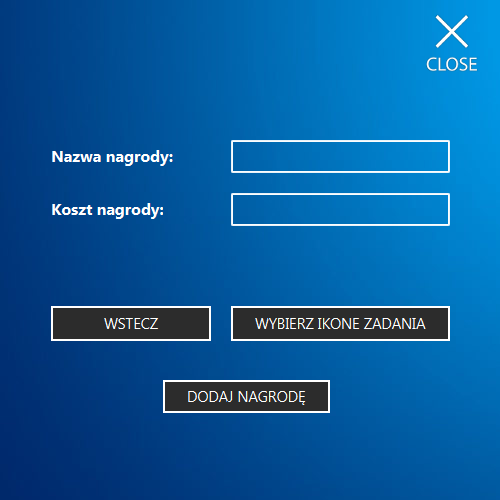 CLOSE
Nazwa nagrody:
Koszt nagrody:
WSTECZ
WYBIERZ IKONE ZADANIA
DODAJ NAGRODĘ